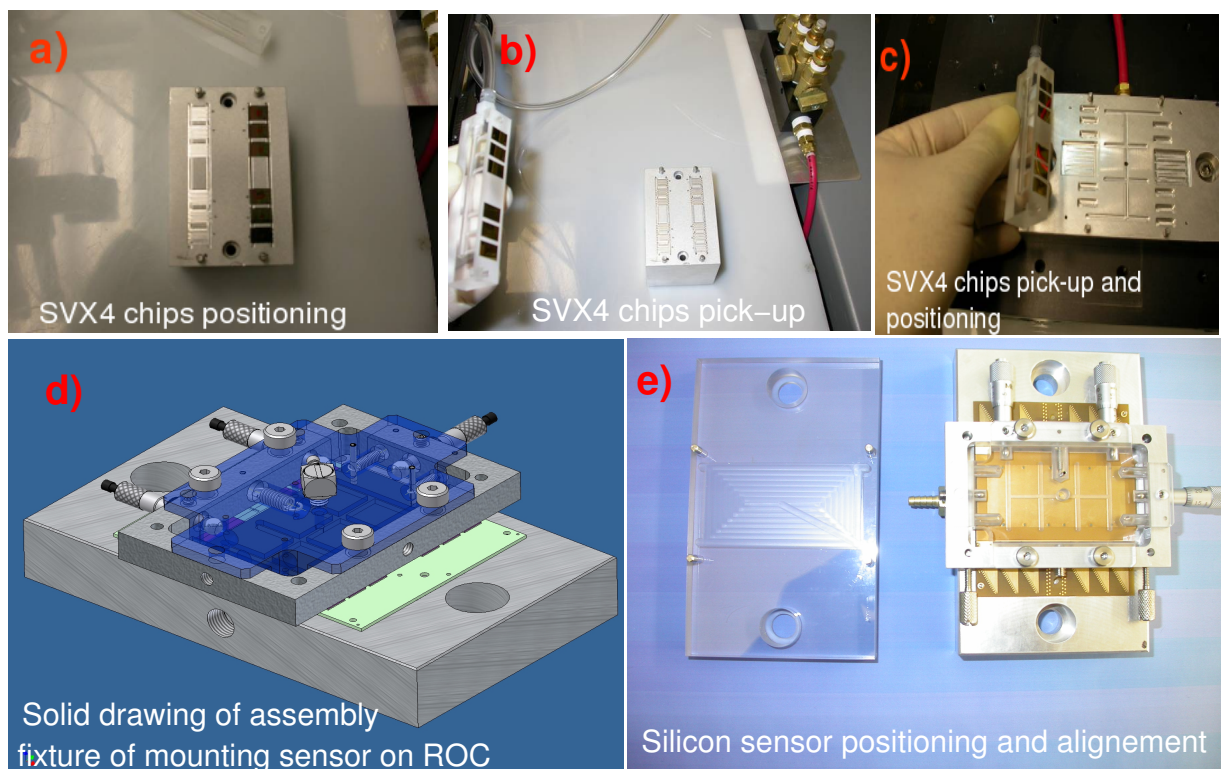 a)
SVX4 chips positioning
b)
SVX4 chips pick−up
c)
SVX4 chips pick-up and
positioning
d)
Solid drawing of assembly
fixture of mounting sensor on ROC
e)
Silicon sensor positioning and alignement